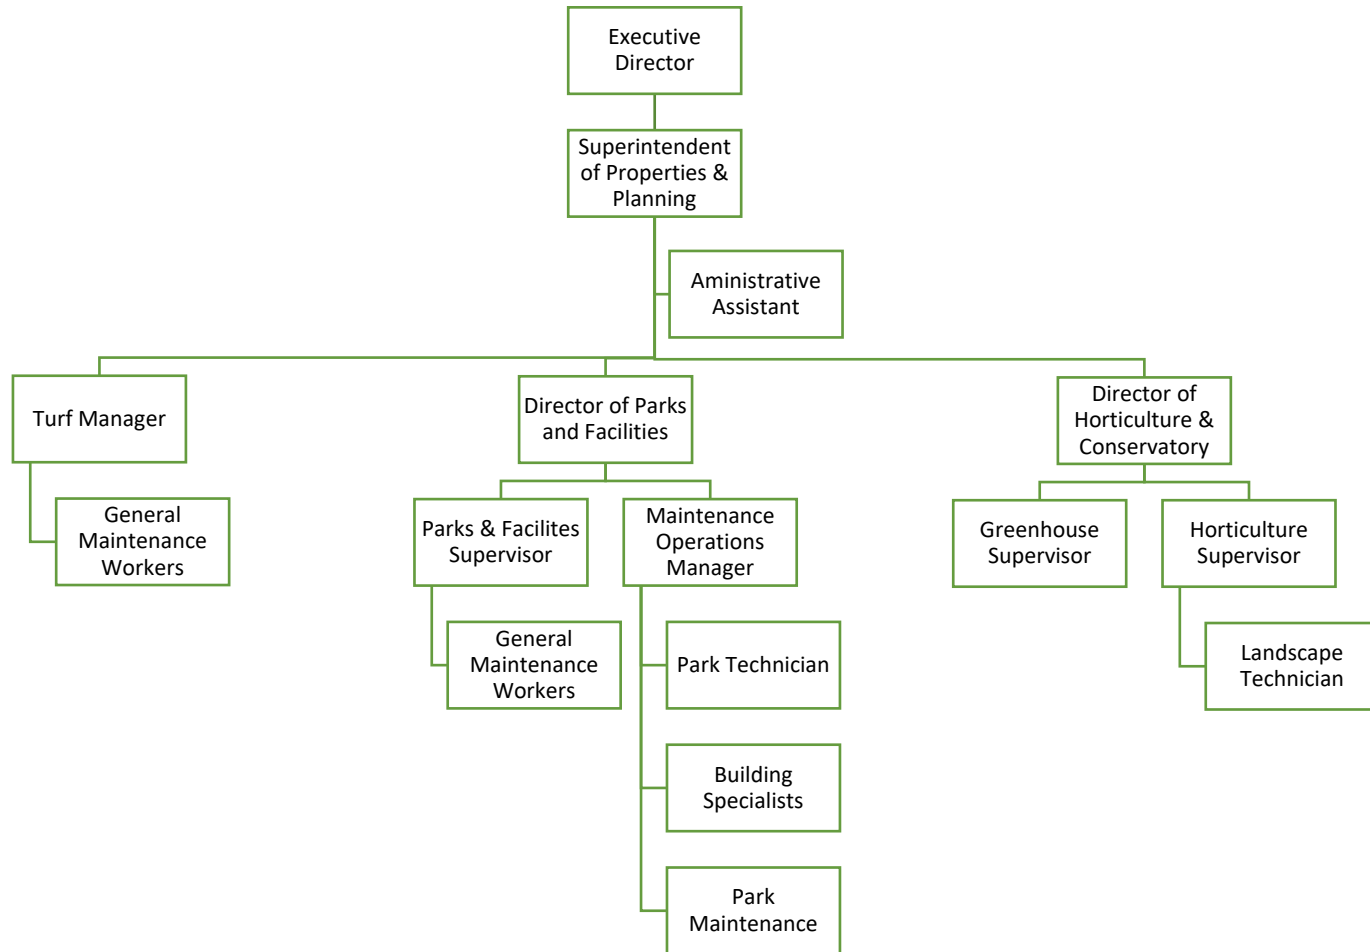 Executive
Director
Superintendent
of Properties &
Planning
Aministrative
Assistant
Turf Manager
Director of Parks
and Facilities
Director of
Horticulture &
Conservatory
General
Maintenance
Workers
Parks & Facilites
Supervisor
Maintenance
Operations
Manager
Greenhouse
Supervisor
Horticulture
Supervisor
General
Maintenance
Workers
Park Technician
Landscape
Technician
Building
Specialists
Park
Maintenance